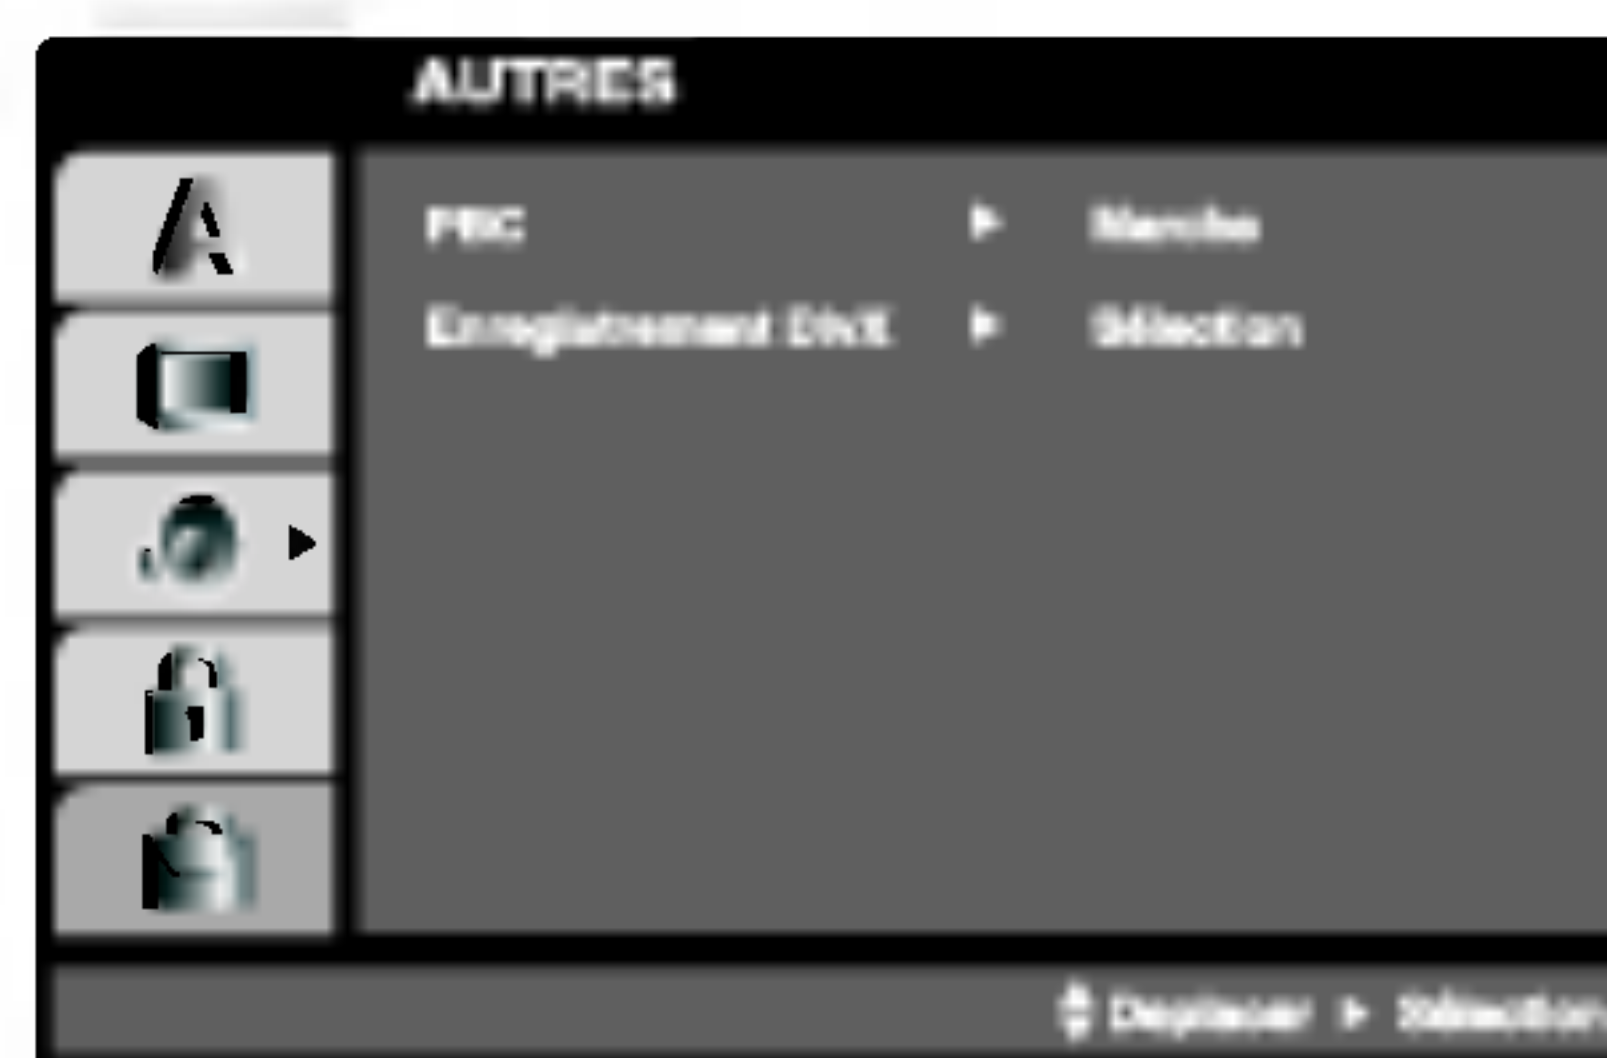 AUTRES
PBC ► Marche
Enregistrement DivX ► Sélection
Deplacer ► Sélection